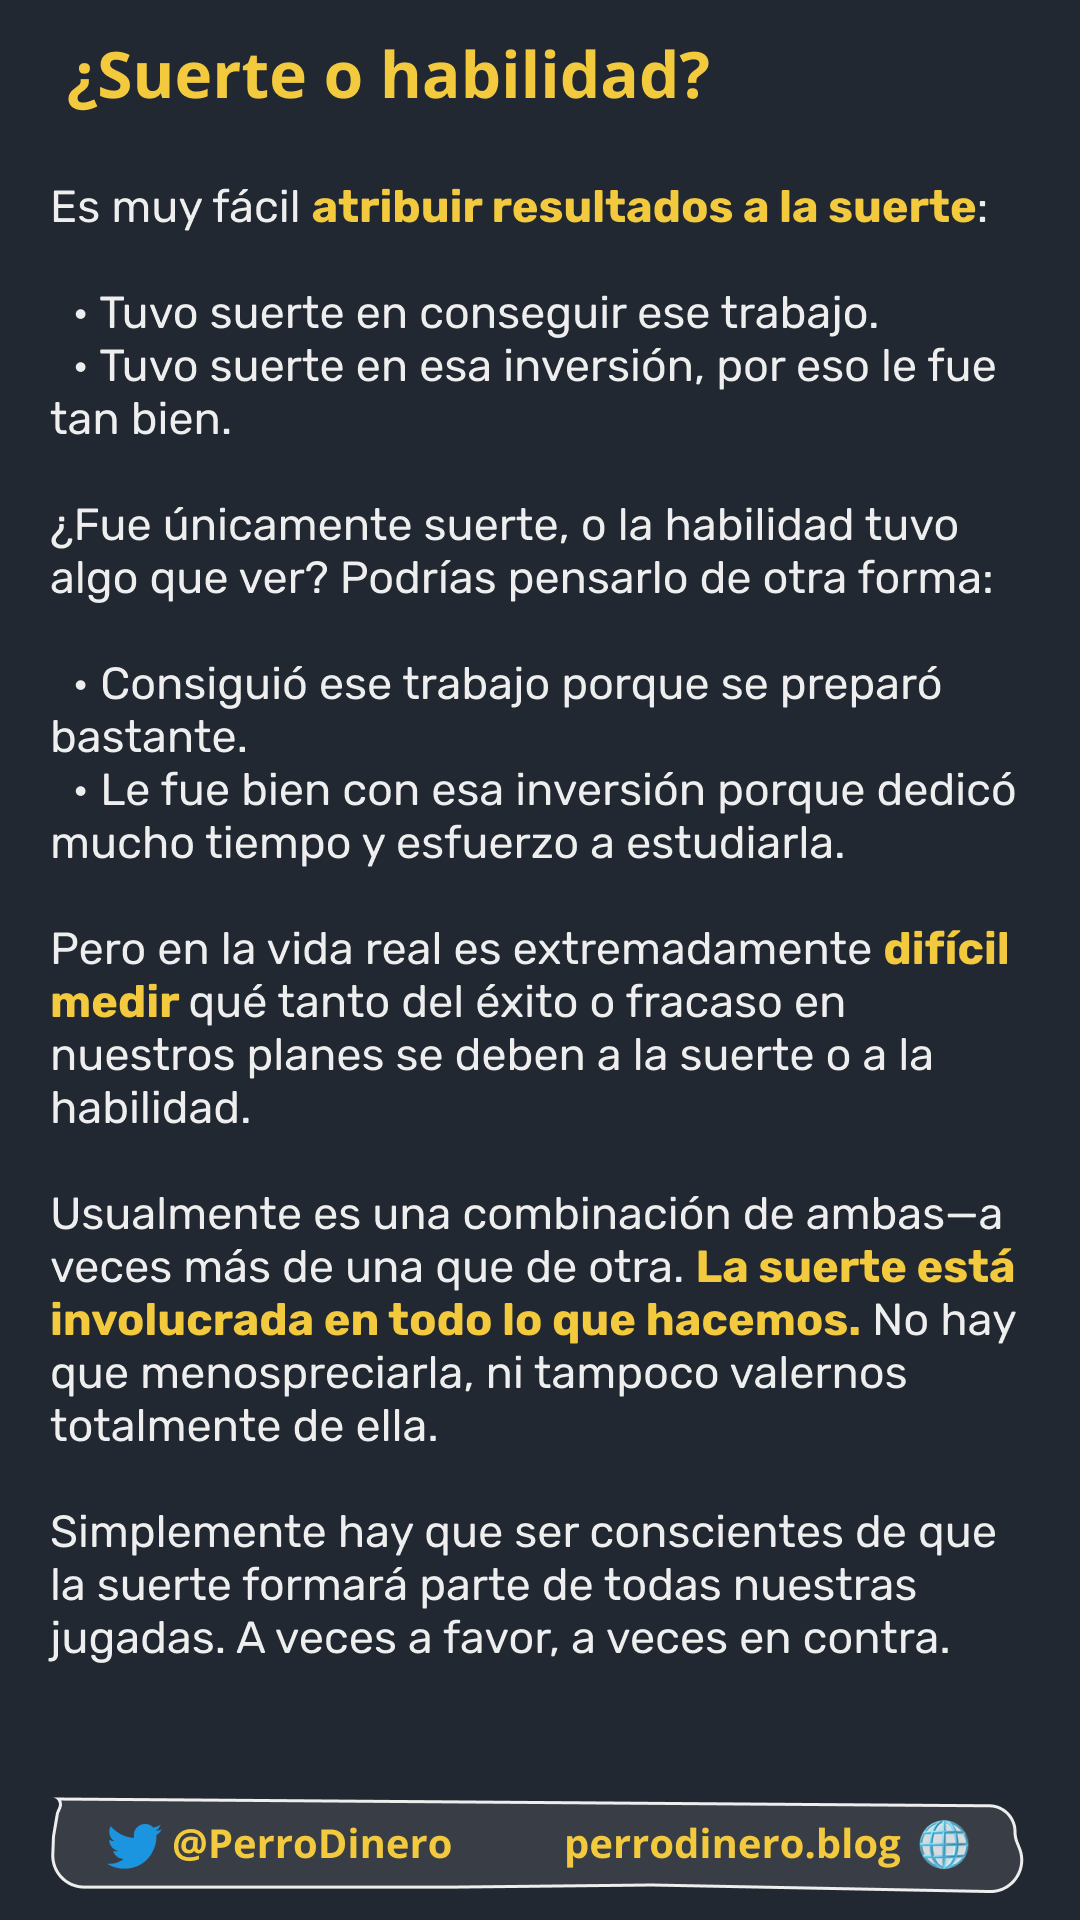 ¿Suerte o habilidad?
Es muy fácil atribuir resultados a la suerte:
• Tuvo suerte en conseguir ese trabajo.
• Tuvo suerte en esa inversión, por eso le fue
tan bien.
¿Fue únicamente suerte, o la habilidad tuvo
algo que ver? Podrías pensarlo de otra forma:
• Consiguió ese trabajo porque se preparó
bastante.
• Le fue bien con esa inversión porque dedicó
mucho tiempo y esfuerzo a estudiarla.
Pero en la vida real es extremadamente difícil
medir qué tanto del éxito o fracaso en
nuestros planes se deben a la suerte o a la
habilidad.
Usualmente es una combinación de ambas—a
veces más de una que de otra. La suerte está
involucrada en todo lo que hacemos. No hay
que menospreciarla, ni tampoco valernos
totalmente de ella.
Simplemente hay que ser conscientes de que
la suerte formará parte de todas nuestras
jugadas. A veces a favor, a veces en contra.
@PerroDinero perrodinero.blog